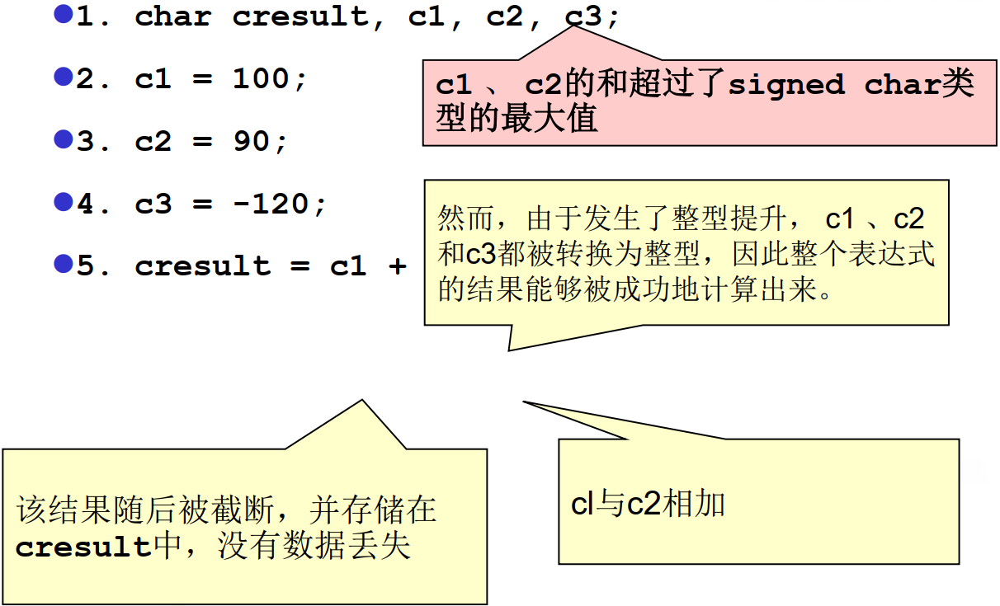 ●1. char cresult, c1, c2, c3;
●2. c1 = 100;
c1 、 c2的和超过了signed char类
型的最大值
●3. c2 = 90;
●4. c3 = -120;
然而，由于发生了整型提升， c1 、c2
和c3都被转换为整型，因此整个表达式
的结果能够被成功地计算出来。
●5. cresult = c1 +
该结果随后被截断，并存储在
cresult中，没有数据丢失
cl与c2相加